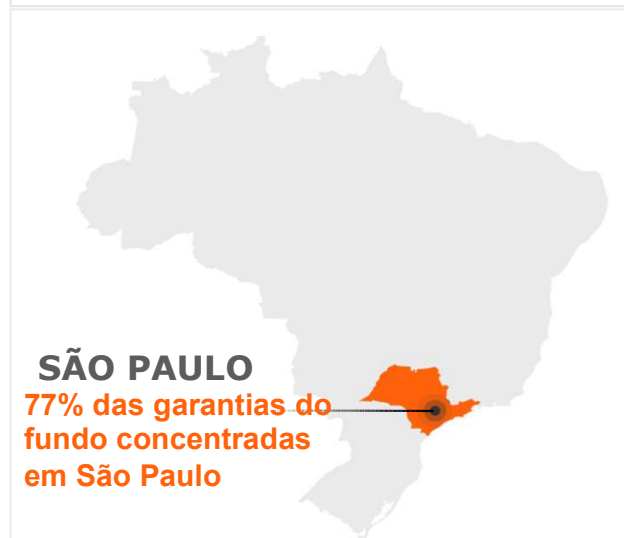 SÃO PAULO
77% das garantias do
fundo concentradas
em São Paulo